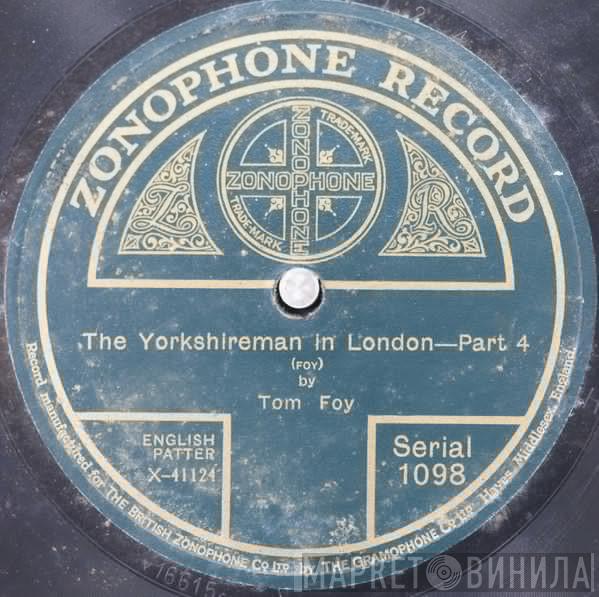 ZONOPHONE RECORD
TRADE-MARK
ZONOPHONE
ZONOPHONE
TRADE-MARK
Z
R
The Yorkshireman in London—Part 4
(FOY)
by
Tom Foy
ENGLISH
PATTER
X-41124
Serial
1098
Record manufactured for THE BRITISH ZONOPHONE Co LTD by THE GRAMOPHONE Co LTD Hayes, Middlesex, England.
МАРКЕТ ВИНИЛА